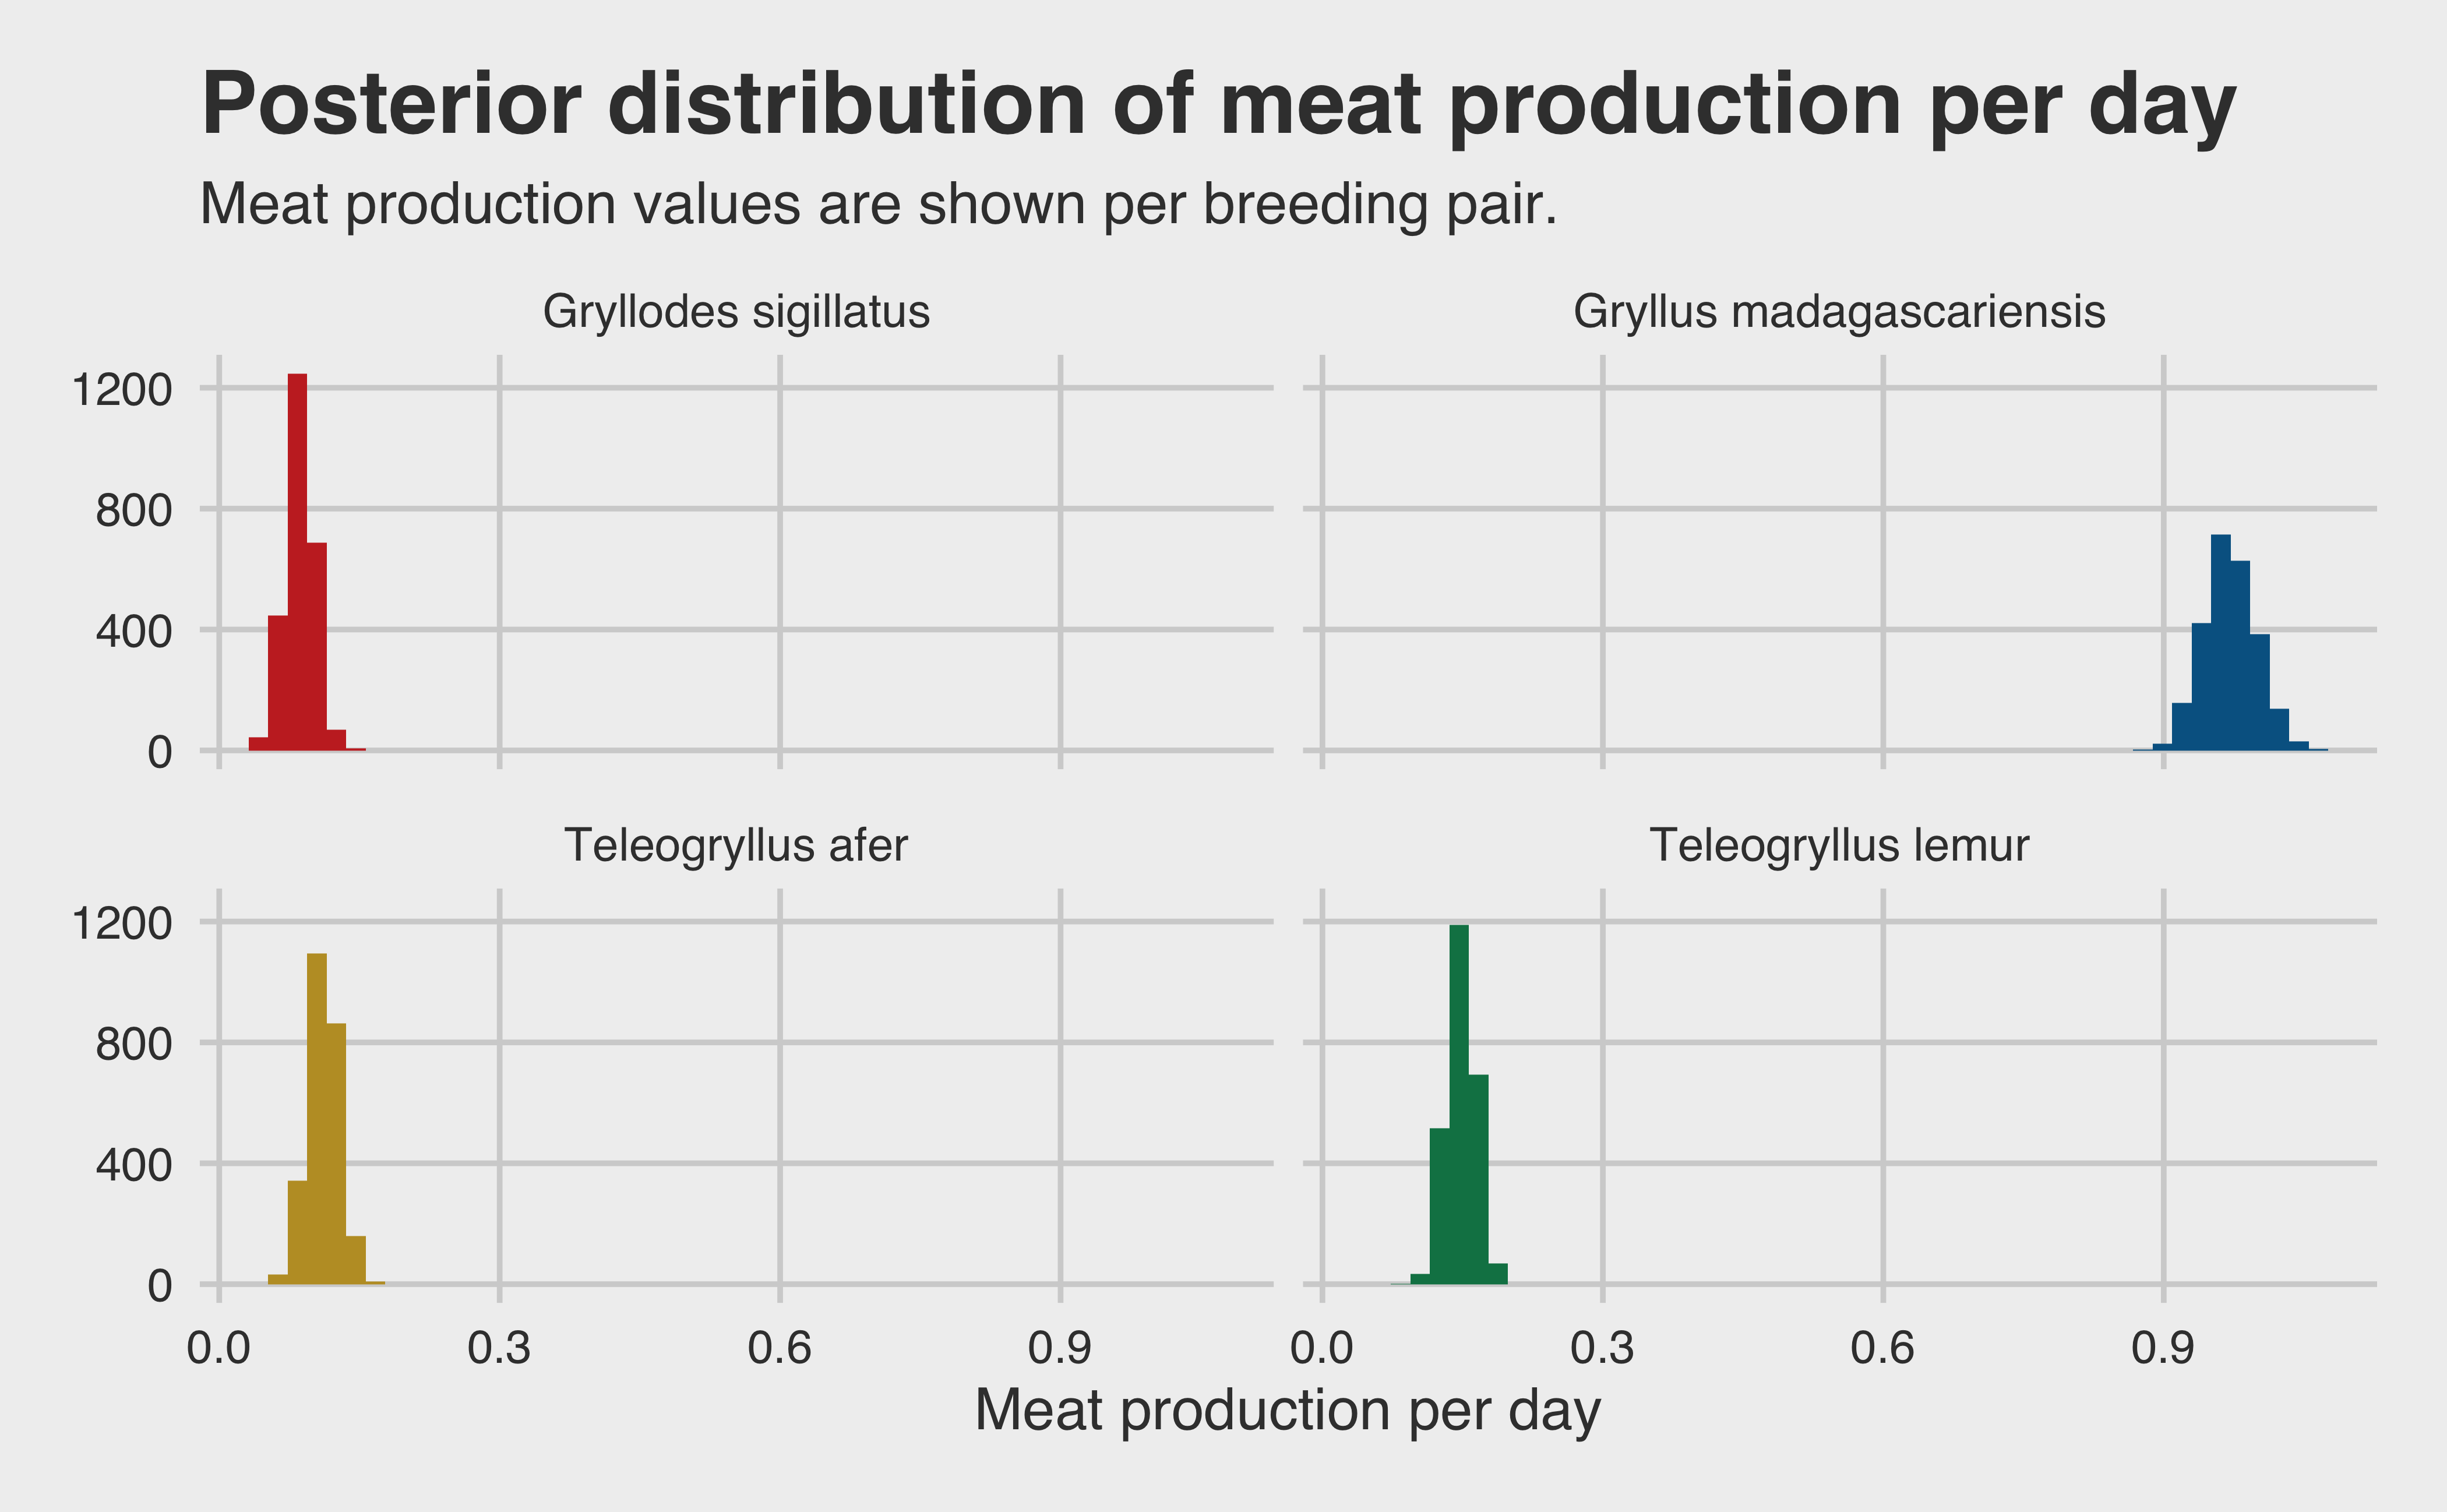 Posterior distribution of meat production per day
Meat production values are shown per breeding pair.
Gryllodes sigillatus
Gryllus madagascariensis
1200
800
400
0
Teleogryllus afer
Teleogryllus lemur
1200
800
400
0
0.0 0.3 0.6 0.9 0.0 0.3 0.6 0.9
Meat production per day